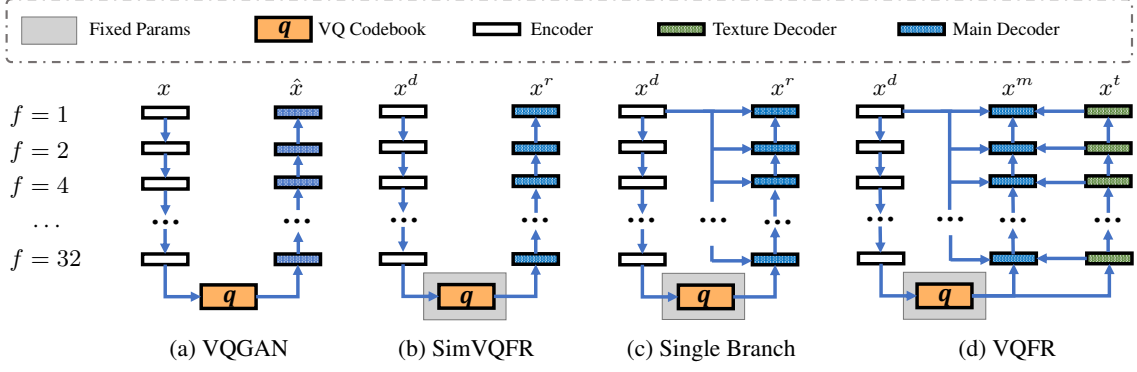 Fixed Params q VQ Codebook Encoder Texture Decoder Main Decoder
x x̂ x^d x^r x^d x^r x^d x^m x^t
f = 1
f = 2
f = 4
... ... ... ... ... ... ... ... ... ... ... ...
f = 32
q q q q
(a) VQGAN (b) SimVQFR (c) Single Branch (d) VQFR